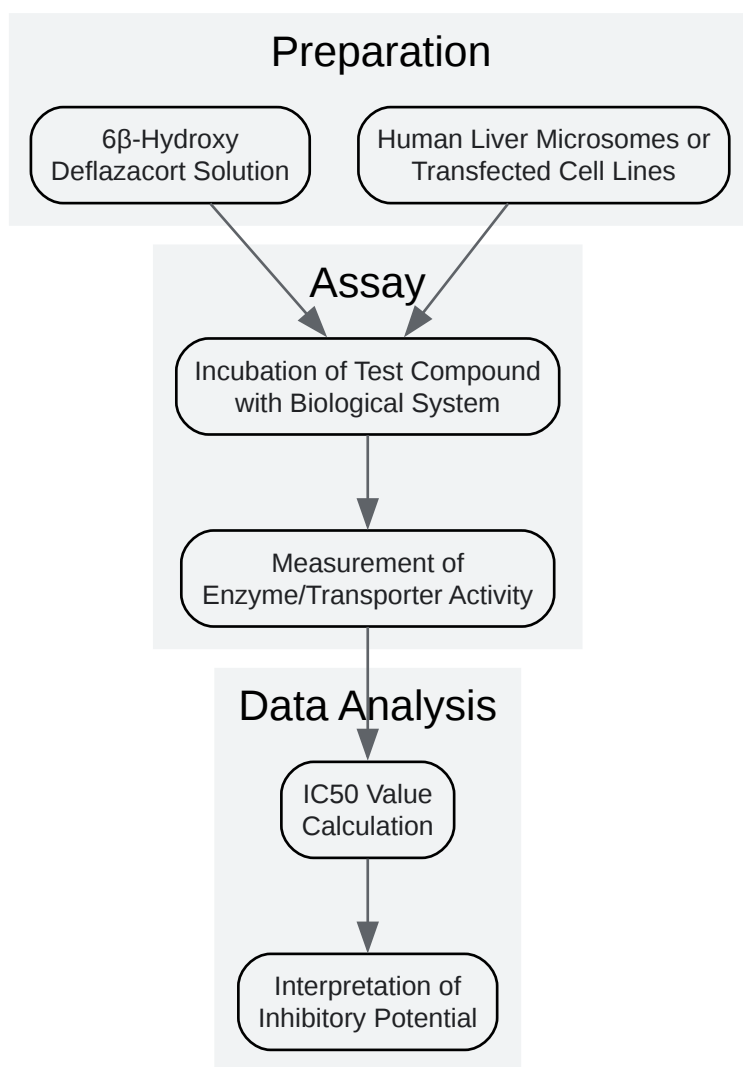 Preparation
6β-Hydroxy
Deflazacort Solution
Human Liver Microsomes or
Transfected Cell Lines
Assay
Incubation of Test Compound
with Biological System
Measurement of
Enzyme/Transporter Activity
Data Analysis
IC50 Value
Calculation
Interpretation of
Inhibitory Potential